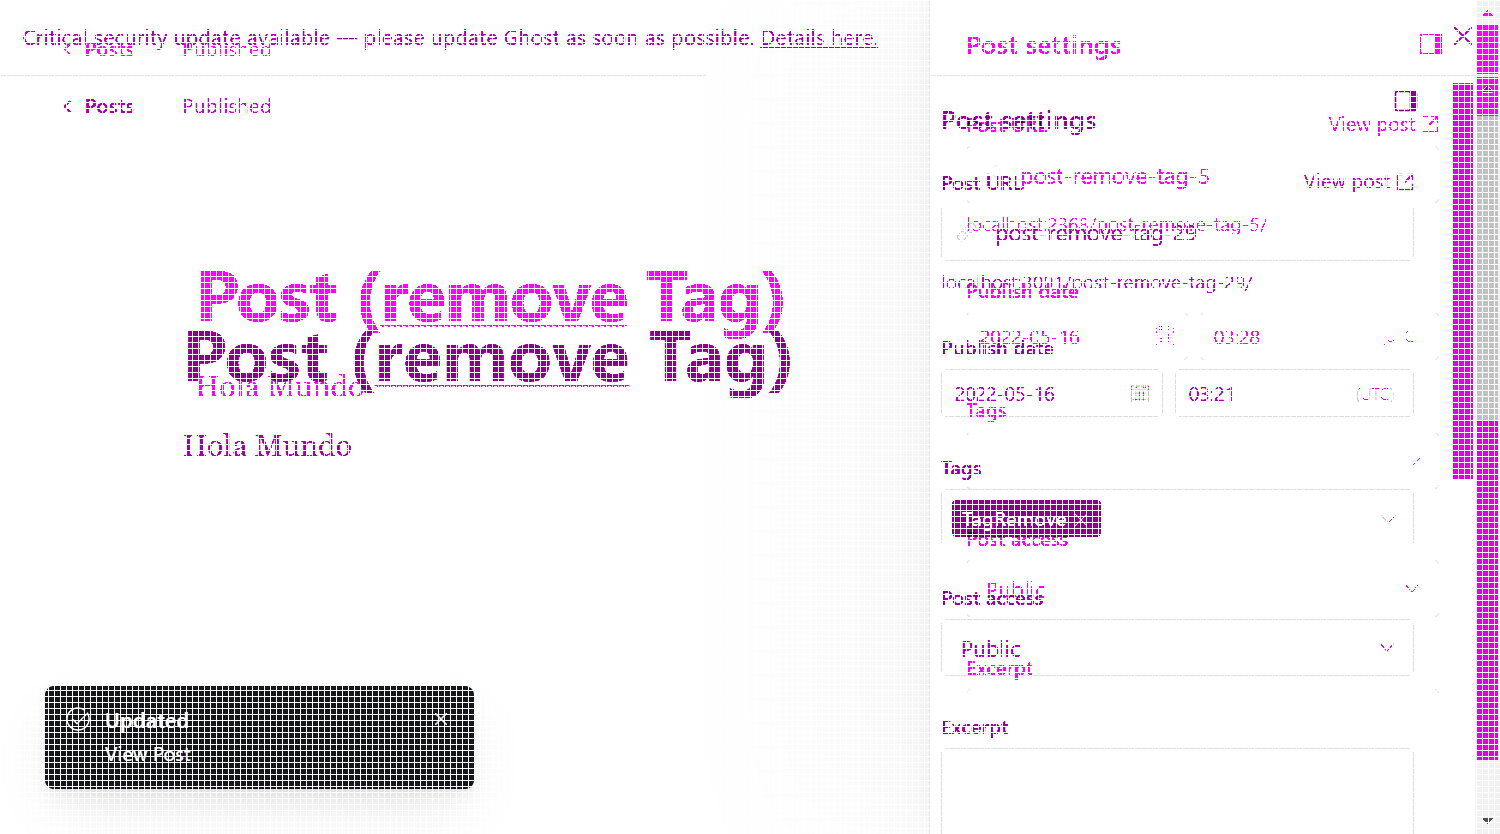 Critical security update available — please update Ghost as soon as possible. Details here.
Posts Published
Posts Published
Post (remove Tag)
Post (remove Tag)
Hola Mundo
Hola Mundo
Updated
View Post
Post settings
Post settings
View post
post-remove-tag-5
Post URL View post
localhost:2368/post-remove-tag-5/
post-remove-tag-29
localhost:3001/post-remove-tag-29/
Publish date
2022-05-16 03:28
Publish date
2022-05-16 03:21 (UTC)
Tags
Tags
TagRemove
Post access
Public
Post access
Public
Excerpt
Excerpt